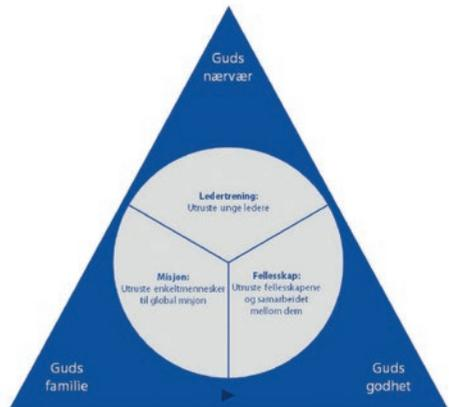 Guds
nærvær
Ledertrening:
Utruste unge ledere
Misjon:
Utruste enkeltmennesker
til global misjon
Fellesskap:
Utruste fellesskapene
og samarbeidet
mellom dem
Guds
familie
Guds
godhet